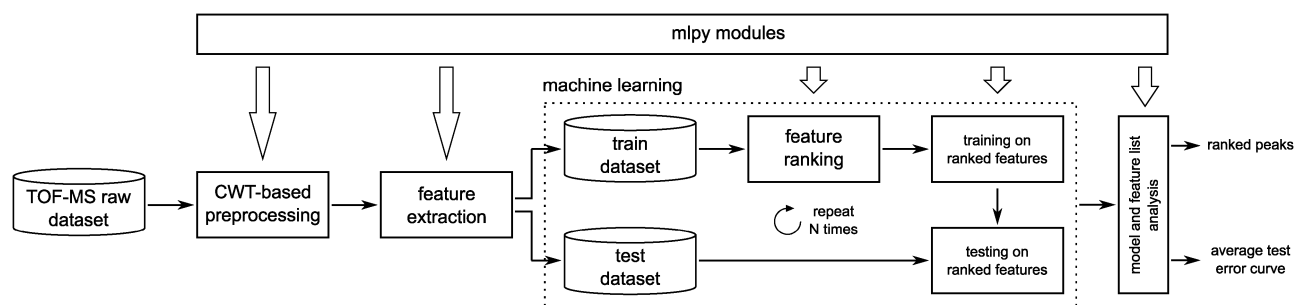 mlpy modules
machine learning
TOF-MS raw
dataset
CWT-based
preprocessing
feature
extraction
train
dataset
feature
ranking
training on
ranked features
repeat
N times
test
dataset
testing on
ranked features
model and feature list
analysis
ranked peaks
average test
error curve